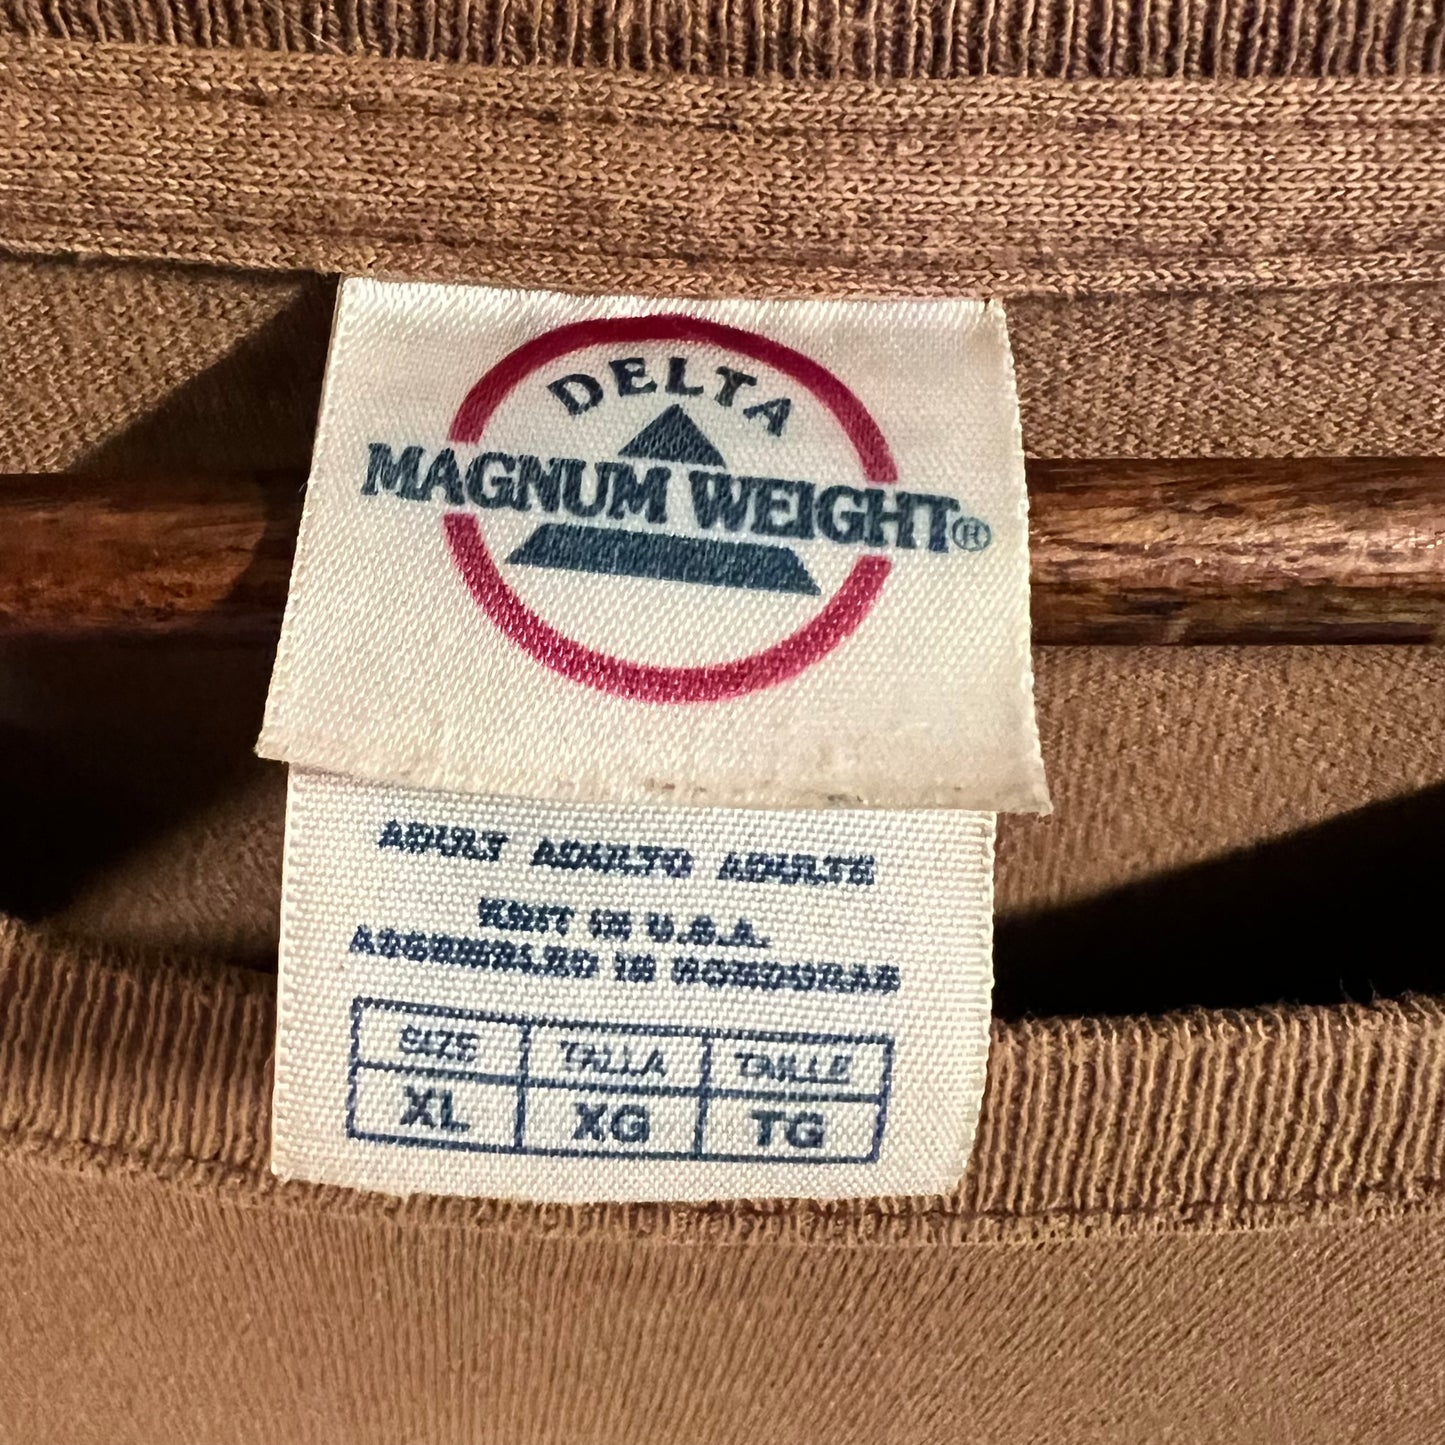 DELTA
MAGNUM WEIGHT®
ADULT ADULTO ADULTE
KNIT IN U.S.A.
ASSEMBLED IN HONDURAS
SIZE TALLA TAILLE
XL XG TG